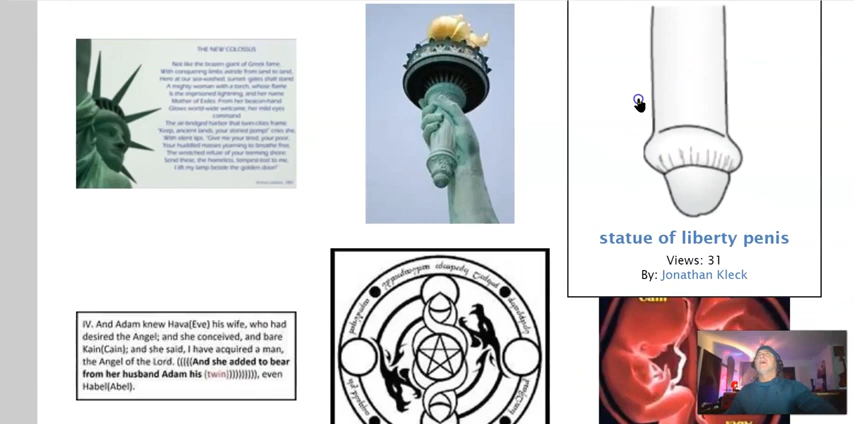 THE NEW COLOSSUS
Not like the brazen giant of Greek fame,
With conquering limbs astride from land to land;
Here at our sea-washed, sunset gates shall stand
A mighty woman with a torch, whose flame
Is the imprisoned lightning, and her name
Mother of Exiles. From her beacon-hand
Glows world-wide welcome; her mild eyes
command
The air-bridged harbor that twin cities frame.
"Keep, ancient lands, your storied pomp!" cries she
With silent lips. "Give me your tired, your poor,
Your huddled masses yearning to breathe free,
The wretched refuse of your teeming shore;
Send these, the homeless, tempest-tost to me,
I lift my lamp beside the golden door!"
statue of liberty penis
Views: 31
By: Jonathan Kleck
IV. And Adam knew Hava(Eve) his wife, who had
desired the Angel; and she conceived, and bare
Kain(Cain); and she said, I have acquired a man,
the Angel of the Lord. (((((And she added to bear
from her husband Adam his (twin)))))))))), even
Habel(Abel).
Cain